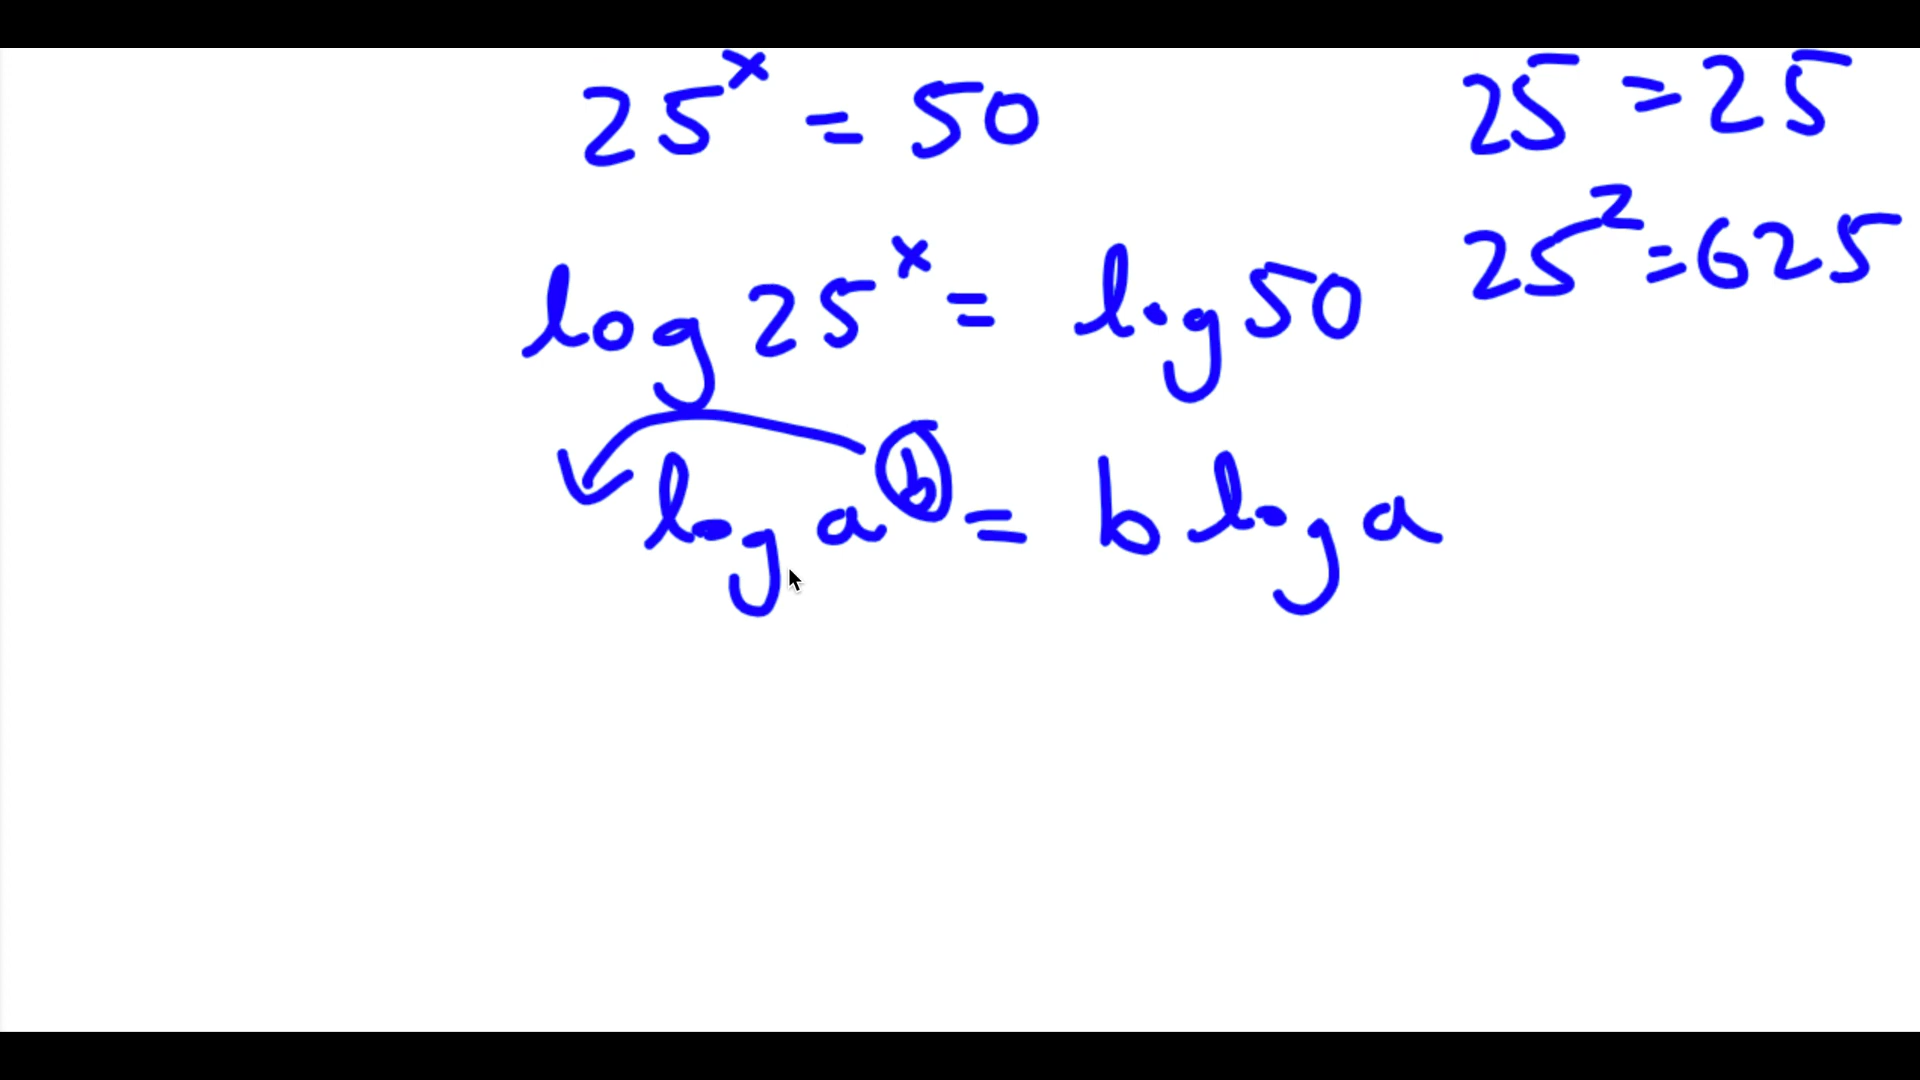 25^x = 50
25 = 25
25^2 = 625
log 25^x = log 50
log a^b = b log a